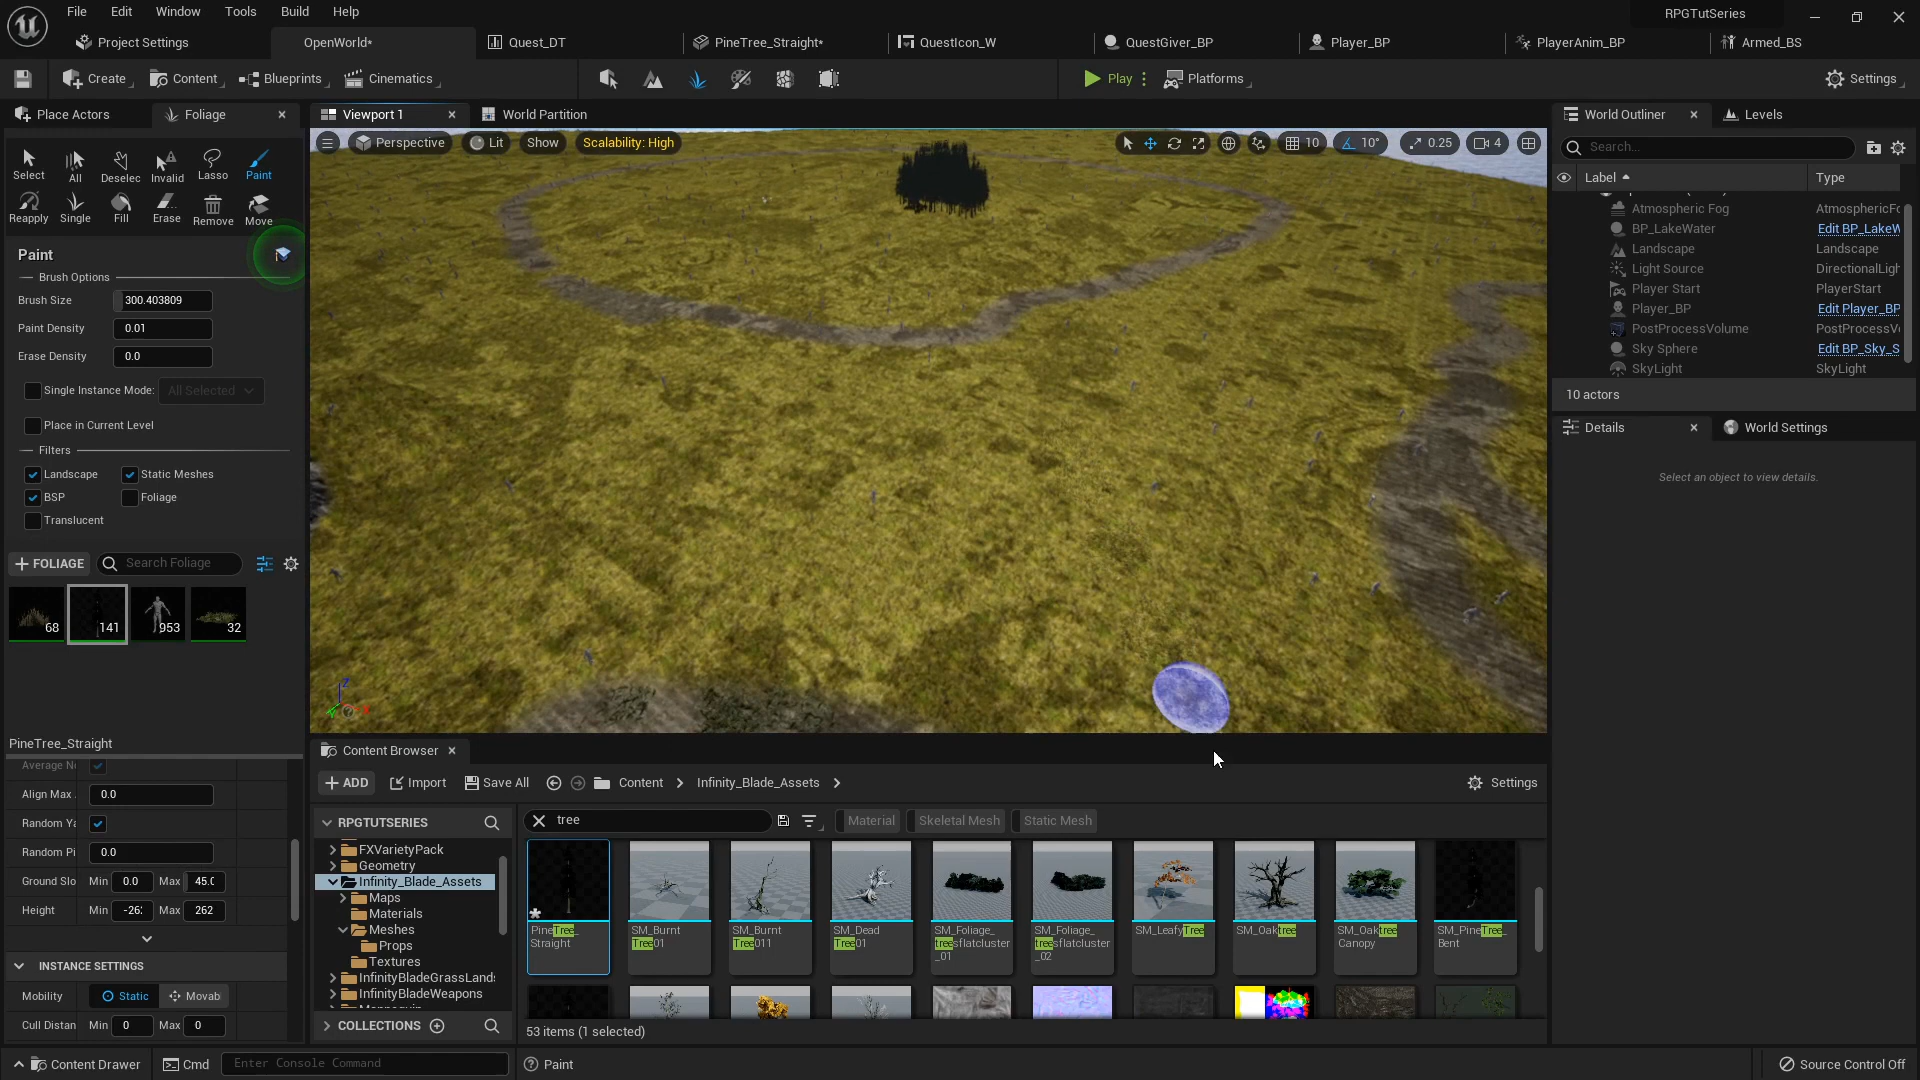 File Edit Window Tools Build Help
RPGTutSeries
Project Settings
OpenWorld*
Quest_DT
PineTree_Straight*
QuestIcon_W
QuestGiver_BP
Player_BP
PlayerAnim_BP
Armed_BS
Create
Content
Blueprints
Cinematics
Play
Platforms
Settings
Place Actors
Foliage
Viewport 1
World Partition
World Outliner
Levels
Select All Deselec Invalid Lasso Paint
Reapply Single Fill Erase Remove Move
Paint
Brush Options
Brush Size 300.403809
Paint Density 0.01
Erase Density 0.0
Single Instance Mode: All Selected
Place in Current Level
Filters
Landscape Static Meshes
BSP Foliage
Translucent
FOLIAGE Search Foliage
68 141 953 32
PineTree_Straight
Average N
Align Max 0.0
Random Ya
Random Pi 0.0
Ground Slo Min 0.0 Max 45.0
Height Min -26 Max 262
INSTANCE SETTINGS
Mobility Static Movab
Cull Distan Min 0 Max 0
Perspective Lit Show Scalability: High
10 10° 0.25 4
Z
Search...
Label Type
Atmospheric Fog AtmosphericFo
BP_LakeWater Edit BP_LakeW
Landscape Landscape
Light Source DirectionalLigh
Player Start PlayerStart
Player_BP Edit Player_BP
PostProcessVolume PostProcessVo
Sky Sphere Edit BP_Sky_S
SkyLight SkyLight
10 actors
Details
World Settings
Select an object to view details.
Content Browser
ADD Import Save All Content Infinity_Blade_Assets Settings
RPGTUTSERIES
FXVarietyPack
Geometry
Infinity_Blade_Assets
Maps
Materials
Meshes
Props
Textures
InfinityBladeGrassLands
InfinityBladeWeapons
COLLECTIONS
tree
Material Skeletal Mesh Static Mesh
PineTree_
Straight
SM_Burnt
Tree01
SM_Burnt
Tree011
SM_Dead
Tree01
SM_Foliage_
treesflatcluster
_01
SM_Foliage_
treesflatcluster
_02
SM_LeafyTree
SM_Oaktree
SM_Oaktree
Canopy
SM_PineTree_
Bent
53 items (1 selected)
Content Drawer Cmd Enter Console Command Paint Source Control Off